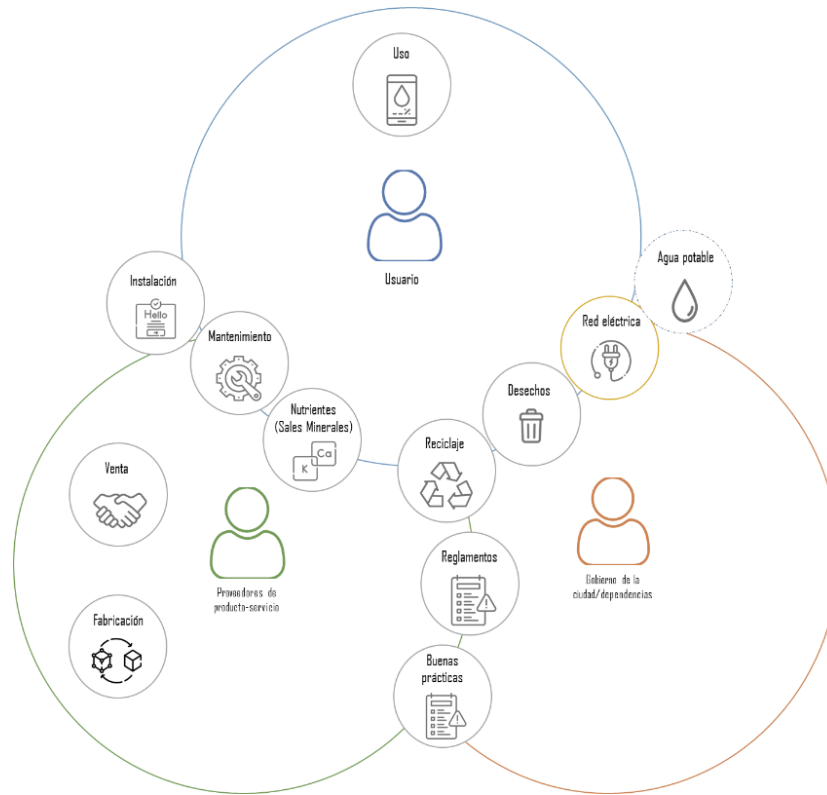 Uso
Usuario
Agua potable
Instalación
Hello
Red eléctrica
Mantenimiento
Desechos
Nutrientes
(Sales Minerales)
K
Ca
Reciclaje
Venta
Reglamentos
Proveedores de
producto-servicio
Gobierno de la
ciudad/dependencias
Fabricación
Buenas
prácticas